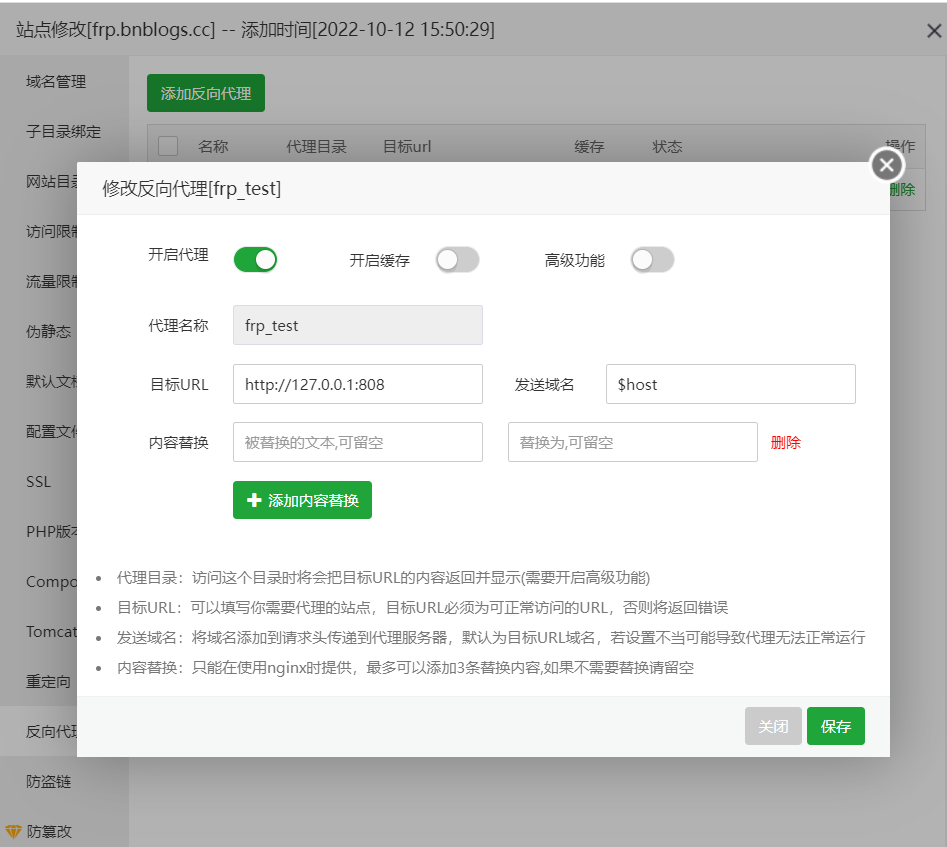 站点修改[frp.bnblogs.cc] -- 添加时间[2022-10-12 15:50:29]
域名管理
添加反向代理
子目录绑定
名称 代理目录 目标url 缓存 状态 操作
网站目录
删除
修改反向代理[frp_test]
访问限制
开启代理 开启缓存 高级功能
流量限制
代理名称 frp_test
伪静态
目标URL http://127.0.0.1:808 发送域名 $host
默认文档
配置文件
内容替换 被替换的文本,可留空 替换为,可留空 删除
SSL
添加内容替换
PHP版本
Compo
代理目录：访问这个目录时将会把目标URL的内容返回并显示(需要开启高级功能)
目标URL：可以填写你需要代理的站点，目标URL必须为可正常访问的URL，否则将返回错误
Tomcat
发送域名：将域名添加到请求头传递到代理服务器，默认为目标URL域名，若设置不当可能导致代理无法正常运行
内容替换：只能在使用nginx时提供，最多可以添加3条替换内容,如果不需要替换请留空
重定向
反向代理
关闭 保存
防盗链
防篡改